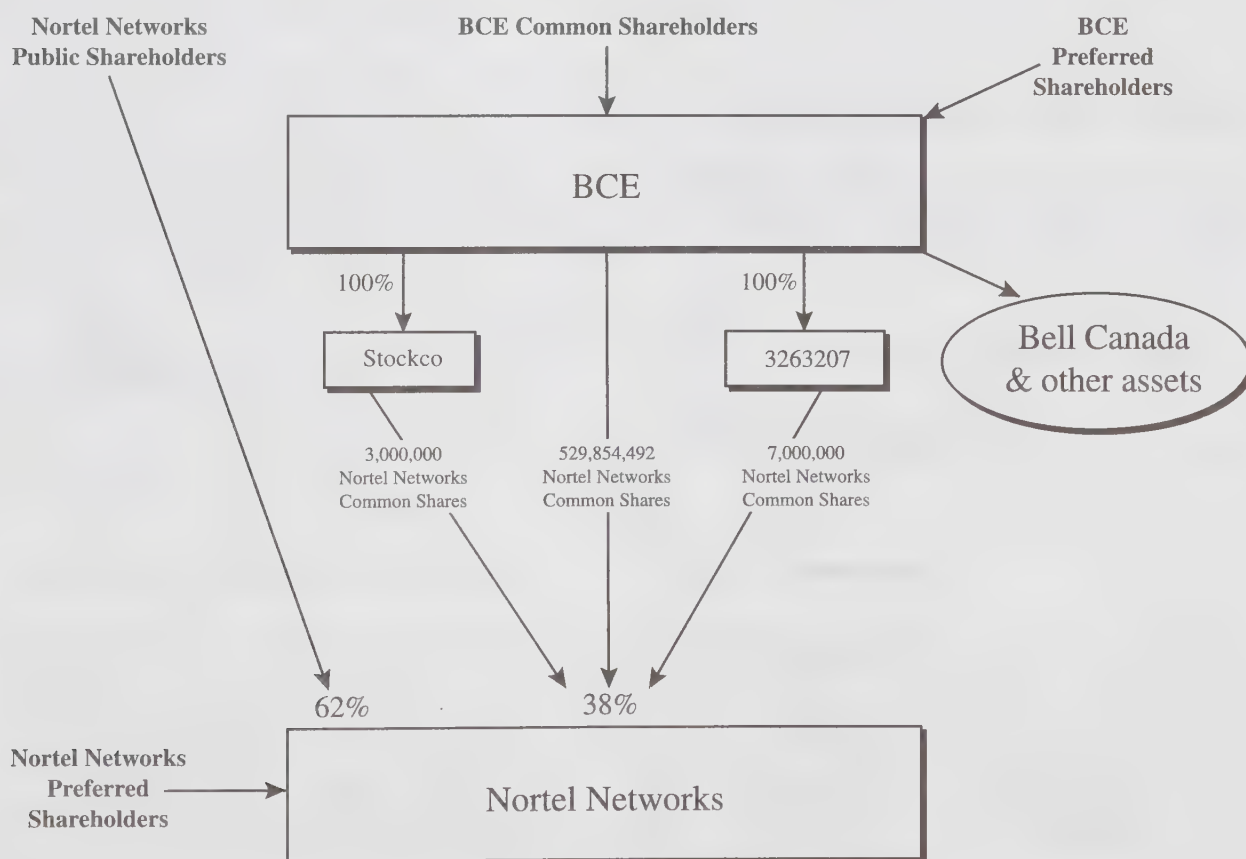 Nortel Networks
Public Shareholders
BCE Common Shareholders
BCE
Preferred
Shareholders
BCE
100%
100%
Stockco
3263207
Bell Canada
& other assets
3,000,000
Nortel Networks
Common Shares
529,854,492
Nortel Networks
Common Shares
7,000,000
Nortel Networks
Common Shares
62%
38%
Nortel Networks
Preferred
Shareholders
Nortel Networks